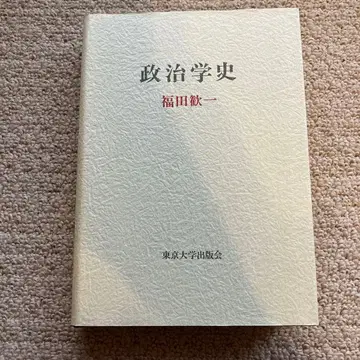 政治学史
福田歓一
東京大学出版会